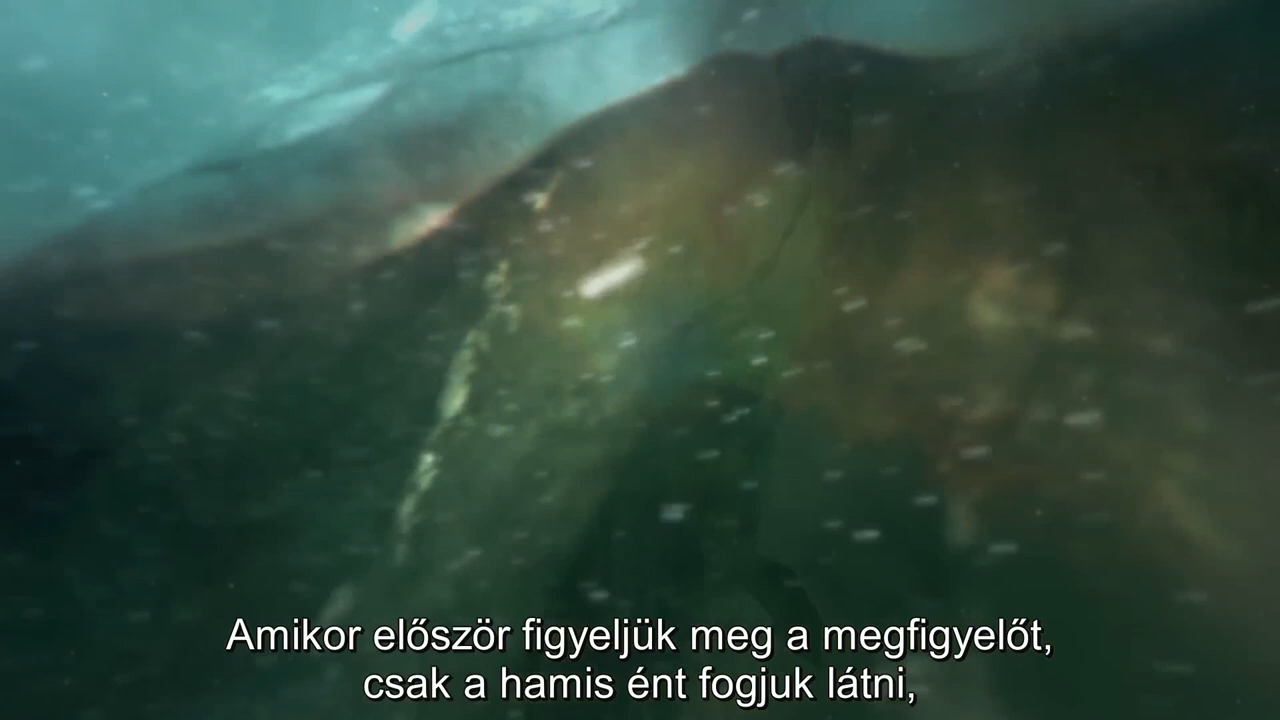 Amikor először figyeljük meg a megfigyelőt,
csak a hamis ént fogjuk látni,